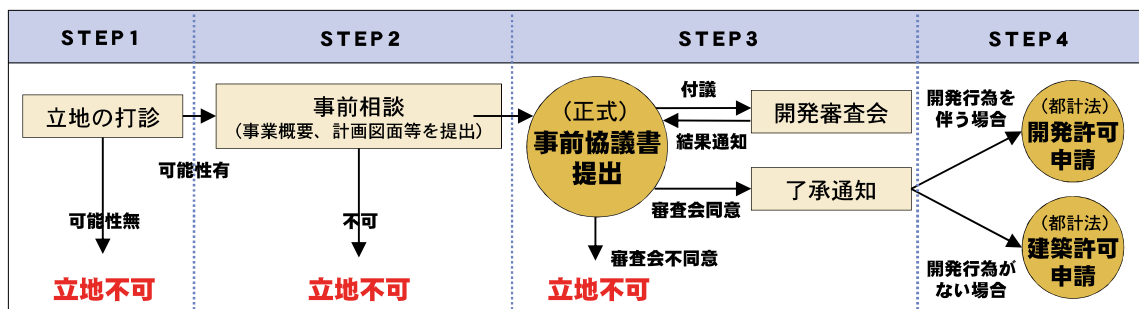 STEP1
STEP2
STEP3
STEP4
立地の打診
可能性有
可能性無
立地不可
事前相談
（事業概要、計画図面等を提出）
不可
立地不可
（正式）
事前協議書
提出
付議
結果通知
開発審査会
審査会同意
了承通知
審査会不同意
立地不可
開発行為を
伴う場合
（都計法）
開発許可
申請
開発行為が
ない場合
（都計法）
建築許可
申請